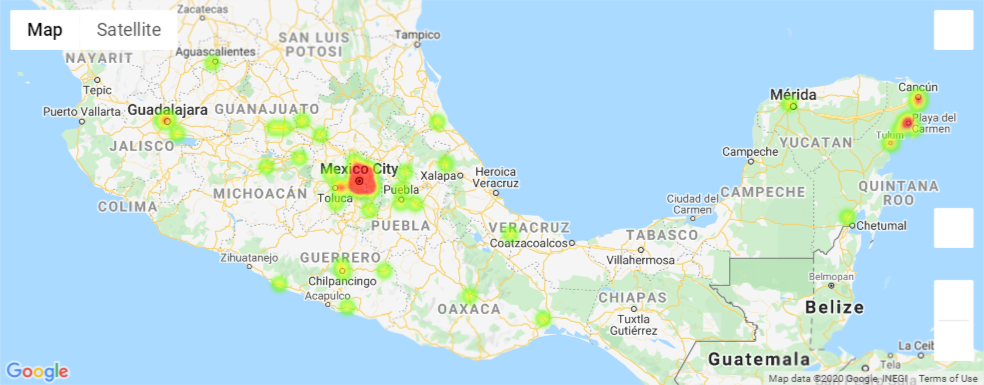 Map
Satellite
Zacatecas
SAN LUIS
POTOSI
Tampico
Aguascalientes
NAYARIT
Tepic
Puerto Vallarta
Guadalajara
GUANAJUATO
JALISCO
Mexico City
Toluca
Puebla
Xalapa
Heroica
Veracruz
MICHOACÁN
COLIMA
PUEBLA
VERACRUZ
Coatzacoalcos
Zihuatanejo
GUERRERO
Chilpancingo
Acapulco
OAXACA
Cancún
Mérida
Playa del
Carmen
Tulum
YUCATAN
Campeche
CAMPECHE
QUINTANA
ROO
Ciudad del
Carmen
Chetumal
TABASCO
Villahermosa
Belmopan
Belize
CHIAPAS
Tuxtla
Gutiérrez
Guatemala
La Ceib
Tela
Google
Map data ©2020 Google, INEGI
Terms of Use